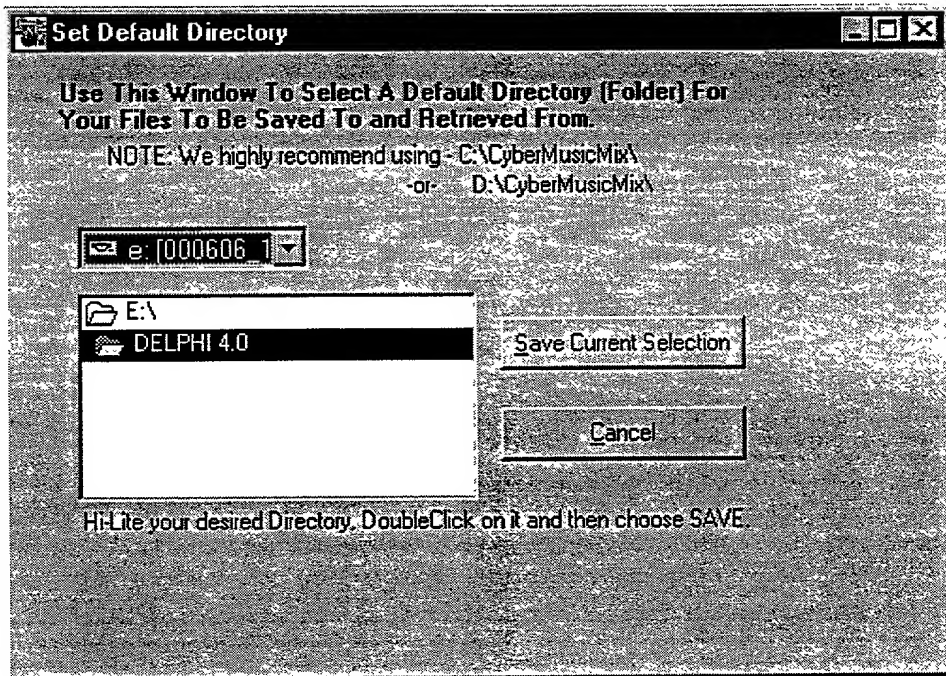 Set Default Directory
Use This Window To Select A Default Directory (Folder) For
Your Files To Be Saved To and Retrieved From.
NOTE: We highly recommend using - C:\CyberMusicMix\
-or- D:\CyberMusicMix\
e: [000606_1
E:\
DELPHI 4.0
Save Current Selection
Cancel
Hi-Lite your desired Directory, DoubleClick on it and then choose SAVE.